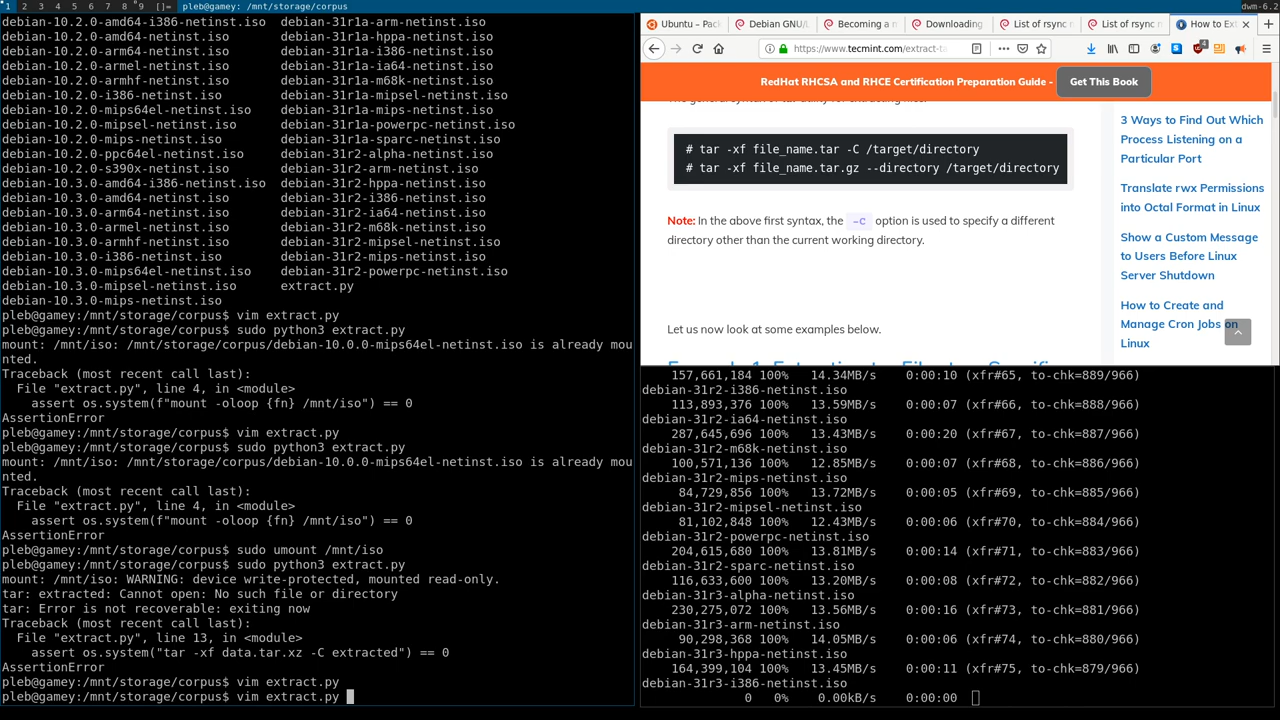 1 2 3 4 5 6 7 8 9 []= pleb@gamey: /mnt/storage/corpus
dwm-6.2
debian-10.2.0-amd64-i386-netinst.iso debian-31r1a-arm-netinst.iso
debian-10.2.0-amd64-netinst.iso debian-31r1a-hppa-netinst.iso
debian-10.2.0-arm64-netinst.iso debian-31r1a-i386-netinst.iso
debian-10.2.0-armel-netinst.iso debian-31r1a-ia64-netinst.iso
debian-10.2.0-armhf-netinst.iso debian-31r1a-m68k-netinst.iso
debian-10.2.0-i386-netinst.iso debian-31r1a-mipsel-netinst.iso
debian-10.2.0-mips64el-netinst.iso debian-31r1a-mips-netinst.iso
debian-10.2.0-mipsel-netinst.iso debian-31r1a-powerpc-netinst.iso
debian-10.2.0-mips-netinst.iso debian-31r1a-sparc-netinst.iso
debian-10.2.0-ppc64el-netinst.iso debian-31r2-alpha-netinst.iso
debian-10.2.0-s390x-netinst.iso debian-31r2-arm-netinst.iso
debian-10.3.0-amd64-i386-netinst.iso debian-31r2-hppa-netinst.iso
debian-10.3.0-amd64-netinst.iso debian-31r2-i386-netinst.iso
debian-10.3.0-arm64-netinst.iso debian-31r2-ia64-netinst.iso
debian-10.3.0-armel-netinst.iso debian-31r2-m68k-netinst.iso
debian-10.3.0-armhf-netinst.iso debian-31r2-mipsel-netinst.iso
debian-10.3.0-i386-netinst.iso debian-31r2-mips-netinst.iso
debian-10.3.0-mips64el-netinst.iso debian-31r2-powerpc-netinst.iso
debian-10.3.0-mipsel-netinst.iso extract.py
debian-10.3.0-mips-netinst.iso
pleb@gamey:/mnt/storage/corpus$ vim extract.py
pleb@gamey:/mnt/storage/corpus$ sudo python3 extract.py
mount: /mnt/iso: /mnt/storage/corpus/debian-10.0.0-mips64el-netinst.iso is already mou
nted.
Traceback (most recent call last):
File "extract.py", line 4, in <module>
assert os.system(f"mount -oloop {fn} /mnt/iso") == 0
AssertionError
pleb@gamey:/mnt/storage/corpus$ vim extract.py
pleb@gamey:/mnt/storage/corpus$ sudo python3 extract.py
mount: /mnt/iso: /mnt/storage/corpus/debian-10.0.0-mips64el-netinst.iso is already mou
nted.
Traceback (most recent call last):
File "extract.py", line 4, in <module>
assert os.system(f"mount -oloop {fn} /mnt/iso") == 0
AssertionError
pleb@gamey:/mnt/storage/corpus$ sudo umount /mnt/iso
pleb@gamey:/mnt/storage/corpus$ sudo python3 extract.py
mount: /mnt/iso: WARNING: device write-protected, mounted read-only.
tar: extracted: Cannot open: No such file or directory
tar: Error is not recoverable: exiting now
Traceback (most recent call last):
File "extract.py", line 13, in <module>
assert os.system("tar -xf data.tar.xz -C extracted") == 0
AssertionError
pleb@gamey:/mnt/storage/corpus$ vim extract.py
pleb@gamey:/mnt/storage/corpus$ vim extract.py
Ubuntu – Pack Debian GNU/L Becoming a m Downloading List of rsync m List of rsync m How to Ex
https://www.tecmint.com/extract-ta
4
RedHat RHCSA and RHCE Certification Preparation Guide - Get This Book
# tar -xf file_name.tar -C /target/directory
# tar -xf file_name.tar.gz --directory /target/directory
Note: In the above first syntax, the -C option is used to specify a different
directory other than the current working directory.
Let us now look at some examples below.
3 Ways to Find Out Which
Process Listening on a
Particular Port
Translate rwx Permissions
into Octal Format in Linux
Show a Custom Message
to Users Before Linux
Server Shutdown
How to Create and
Manage Cron Jobs on
Linux
157,661,184 100% 14.34MB/s 0:00:10 (xfr#65, to-chk=889/966)
debian-31r2-i386-netinst.iso
113,893,376 100% 13.59MB/s 0:00:07 (xfr#66, to-chk=888/966)
debian-31r2-ia64-netinst.iso
287,645,696 100% 13.43MB/s 0:00:20 (xfr#67, to-chk=887/966)
debian-31r2-m68k-netinst.iso
100,571,136 100% 12.85MB/s 0:00:07 (xfr#68, to-chk=886/966)
debian-31r2-mips-netinst.iso
84,729,856 100% 13.72MB/s 0:00:05 (xfr#69, to-chk=885/966)
debian-31r2-mipsel-netinst.iso
81,102,848 100% 12.43MB/s 0:00:06 (xfr#70, to-chk=884/966)
debian-31r2-powerpc-netinst.iso
204,615,680 100% 13.81MB/s 0:00:14 (xfr#71, to-chk=883/966)
debian-31r2-sparc-netinst.iso
116,633,600 100% 13.20MB/s 0:00:08 (xfr#72, to-chk=882/966)
debian-31r3-alpha-netinst.iso
230,275,072 100% 13.56MB/s 0:00:16 (xfr#73, to-chk=881/966)
debian-31r3-arm-netinst.iso
90,298,368 100% 14.05MB/s 0:00:06 (xfr#74, to-chk=880/966)
debian-31r3-hppa-netinst.iso
164,399,104 100% 13.45MB/s 0:00:11 (xfr#75, to-chk=879/966)
debian-31r3-i386-netinst.iso
0 0% 0.00kB/s 0:00:00